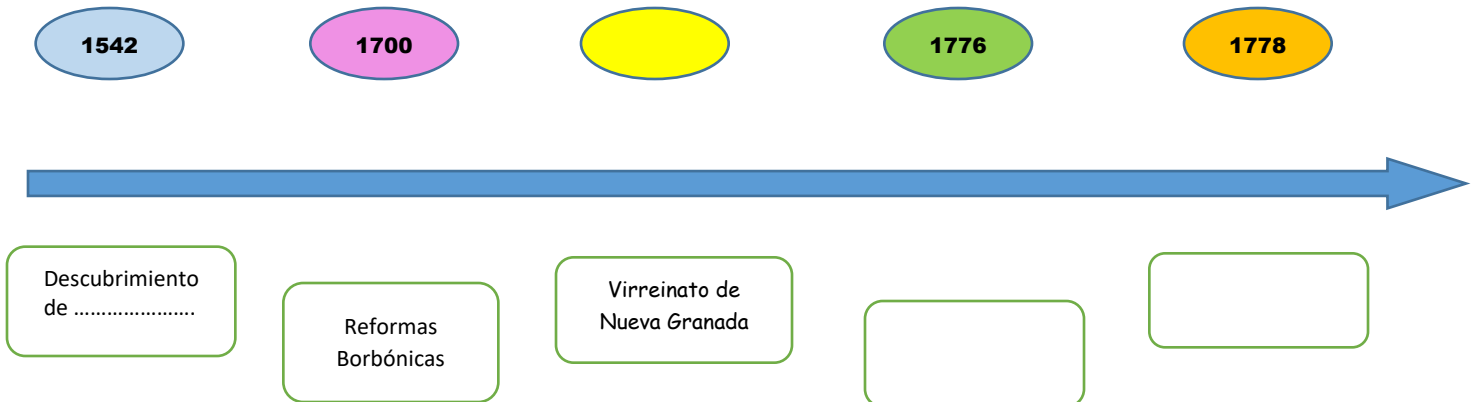 1542
1700
1776
1778
Descubrimiento
de ………………….
Reformas
Borbónicas
Virreinato de
Nueva Granada